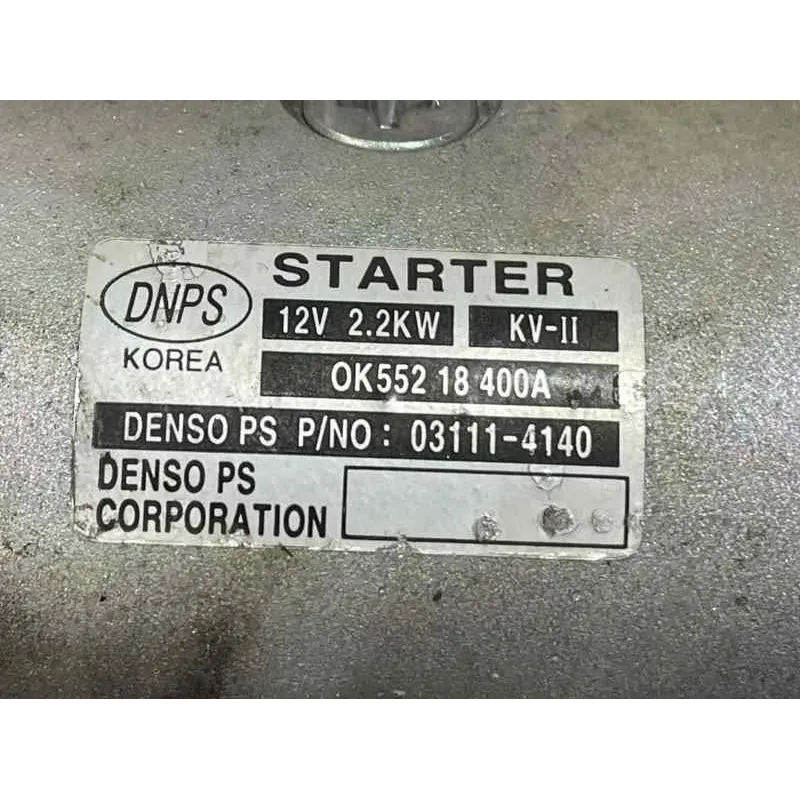 STARTER
DNPS
12V 2.2KW KV-II
KOREA
OK552 18 400A
DENSO PS P/NO : 03111-4140
DENSO PS
CORPORATION